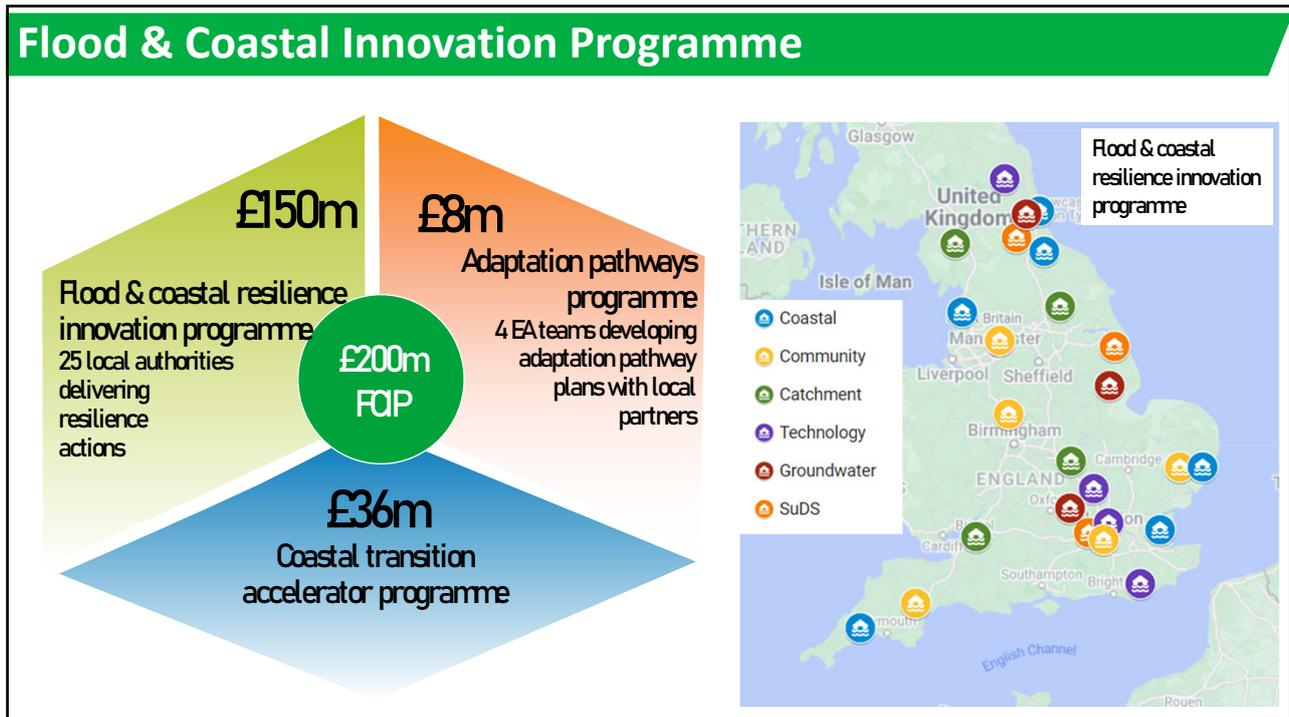 Flood & Coastal Innovation Programme
£150m
Flood & coastal resilience
innovation programme
25 local authorities
delivering
resilience
actions
£8m
Adaptation pathways
programme
4 EA teams developing
adaptation pathway
plans with local
partners
£200m
FCIP
£36m
Coastal transition
accelerator programme
Flood & coastal
resilience innovation
programme
Glasgow
United
Kingdom
Isle of Man
Coastal
Community
Catchment
Technology
Groundwater
SuDS
Liverpool
Sheffield
Birmingham
Cambridge
ENGLAND
Southampton
English Channel
Rouen